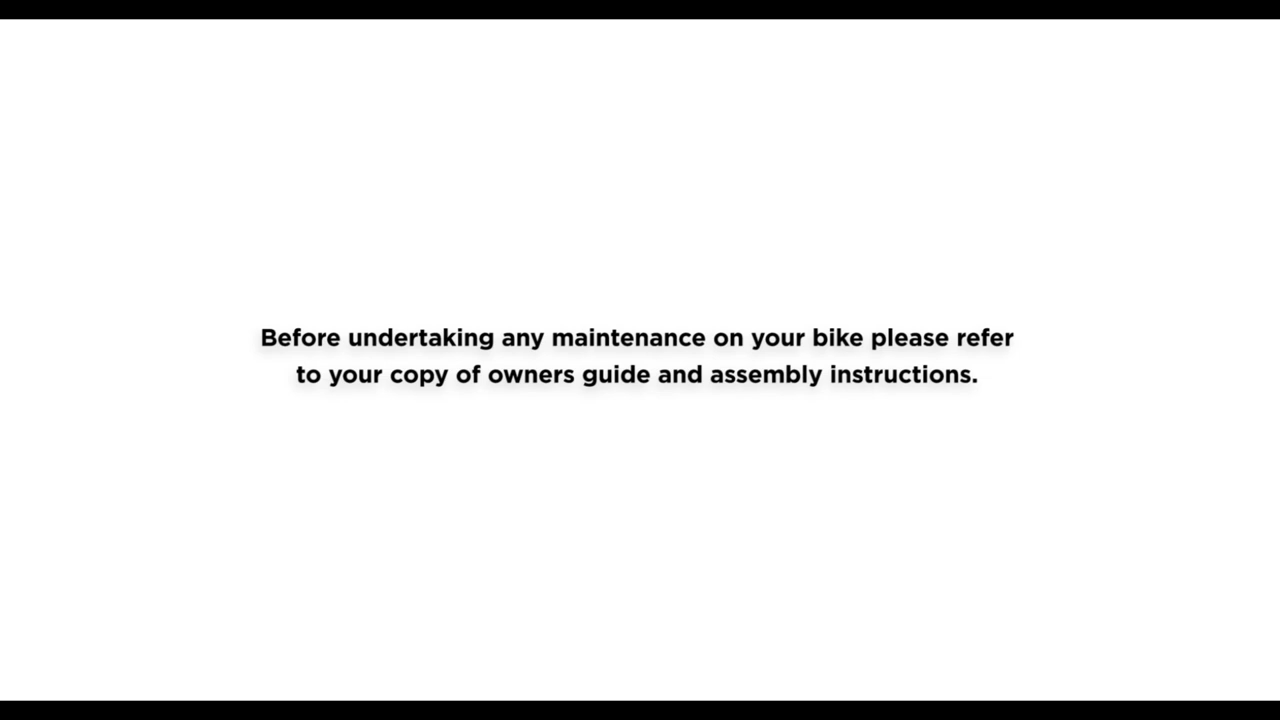 Before undertaking any maintenance on your bike please refer
to your copy of owners guide and assembly instructions.